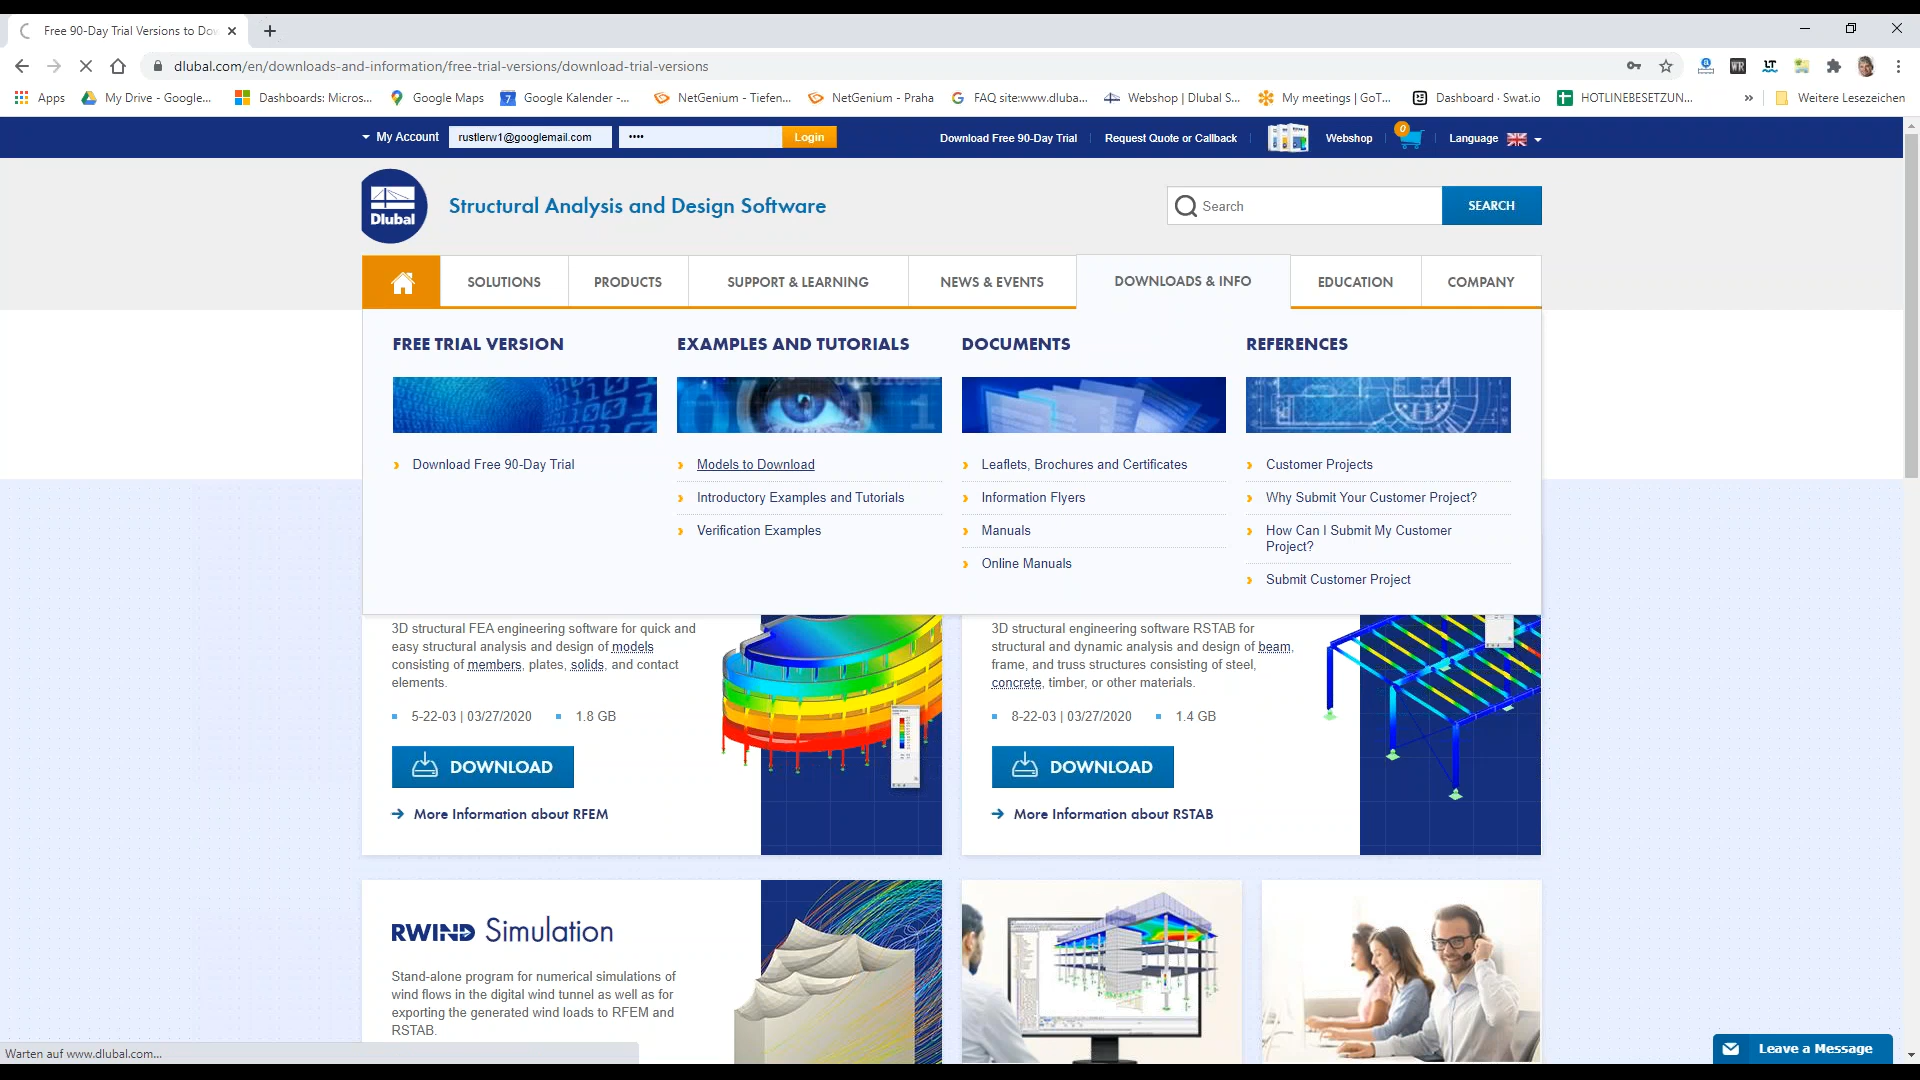 Free 90-Day Trial Versions to Dow
dlubal.com/en/downloads-and-information/free-trial-versions/download-trial-versions
Apps My Drive - Google... Dashboards: Micros... Google Maps 7 Google Kalender -... NetGenium - Tiefen... NetGenium - Praha FAQ site:www.dluba... Webshop | Dlubal S... My meetings | GoT... Dashboard · Swat.io HOTLINEBESETZUN... » Weitere Lesezeichen
My Account rustlerw1@googlemail.com •••• Login Download Free 90-Day Trial Request Quote or Callback Webshop 0 Language
Dlubal
Structural Analysis and Design Software
Search SEARCH
SOLUTIONS PRODUCTS SUPPORT & LEARNING NEWS & EVENTS DOWNLOADS & INFO EDUCATION COMPANY
FREE TRIAL VERSION
Download Free 90-Day Trial
EXAMPLES AND TUTORIALS
Models to Download
Introductory Examples and Tutorials
Verification Examples
DOCUMENTS
Leaflets, Brochures and Certificates
Information Flyers
Manuals
Online Manuals
REFERENCES
Customer Projects
Why Submit Your Customer Project?
How Can I Submit My Customer
Project?
Submit Customer Project
3D structural FEA engineering software for quick and
easy structural analysis and design of models
consisting of members, plates, solids, and contact
elements.
5-22-03 | 03/27/2020 1.8 GB
DOWNLOAD
More Information about RFEM
3D structural engineering software RSTAB for
structural and dynamic analysis and design of beam,
frame, and truss structures consisting of steel,
concrete, timber, or other materials.
8-22-03 | 03/27/2020 1.4 GB
DOWNLOAD
More Information about RSTAB
RWIND Simulation
Stand-alone program for numerical simulations of
wind flows in the digital wind tunnel as well as for
exporting the generated wind loads to RFEM and
RSTAB.
Warten auf www.dlubal.com...
Leave a Message